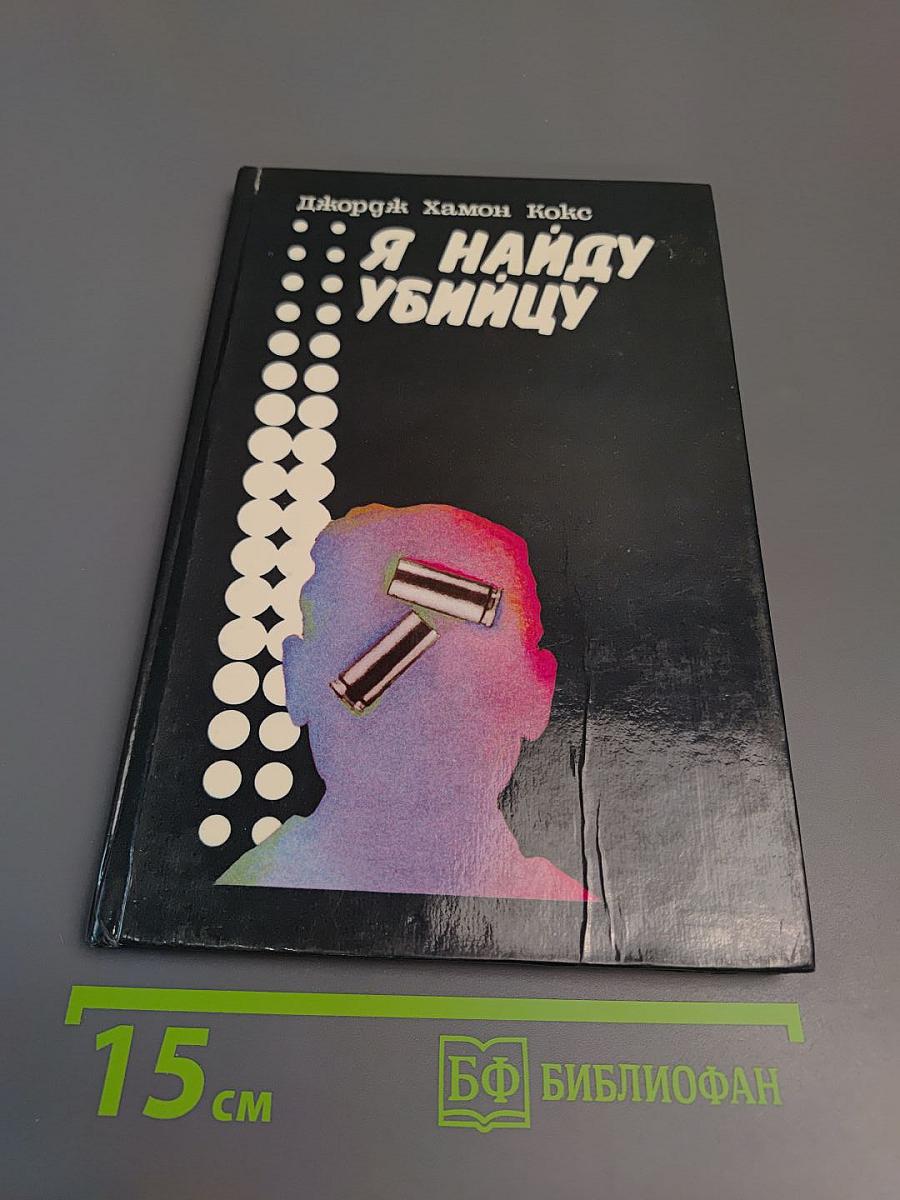 Джордж Хамон Кокс
Я НАЙДУ
УБИЙЦУ
15 см
БФ БИБЛИОФАН